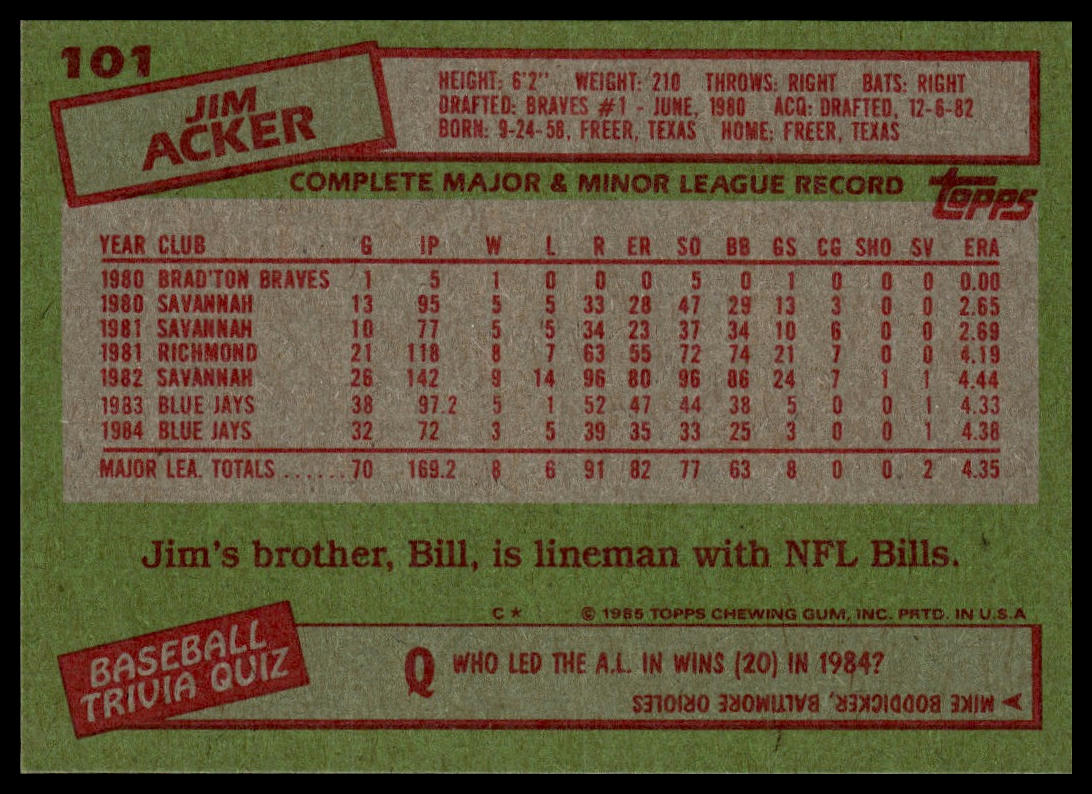 101
JIM
ACKER
HEIGHT: 6'2" WEIGHT: 210 THROWS: RIGHT BATS: RIGHT
DRAFTED: BRAVES #1 - JUNE, 1980 ACQ: DRAFTED, 12-6-82
BORN: 9-24-58, FREER, TEXAS HOME: FREER, TEXAS
COMPLETE MAJOR & MINOR LEAGUE RECORD
Topps
YEAR CLUB G IP W L R ER SO BB GS CG SHO SV ERA
1980 BRAD'TON BRAVES 1 5 1 0 0 0 5 0 1 0 0 0 0.00
1980 SAVANNAH 13 95 5 5 33 28 47 29 13 3 0 0 2.65
1981 SAVANNAH 10 77 5 5 34 23 37 34 10 6 0 0 2.69
1981 RICHMOND 21 118 8 7 63 55 72 74 21 7 0 0 4.19
1982 SAVANNAH 26 142 9 14 96 80 96 86 24 7 1 1 4.44
1983 BLUE JAYS 38 97.2 5 1 52 47 44 38 5 0 0 1 4.33
1984 BLUE JAYS 32 72 3 5 39 35 33 25 3 0 0 1 4.38
MAJOR LEA. TOTALS ...... 70 169.2 8 6 91 82 77 63 8 0 0 2 4.35
Jim's brother, Bill, is lineman with NFL Bills.
C* © 1985 TOPPS CHEWING GUM, INC. PRTD. IN U.S.A
BASEBALL
TRIVIA QUIZ
Q WHO LED THE A.L. IN WINS (20) IN 1984?
MIKE BODDICKER, BALTIMORE ORIOLES